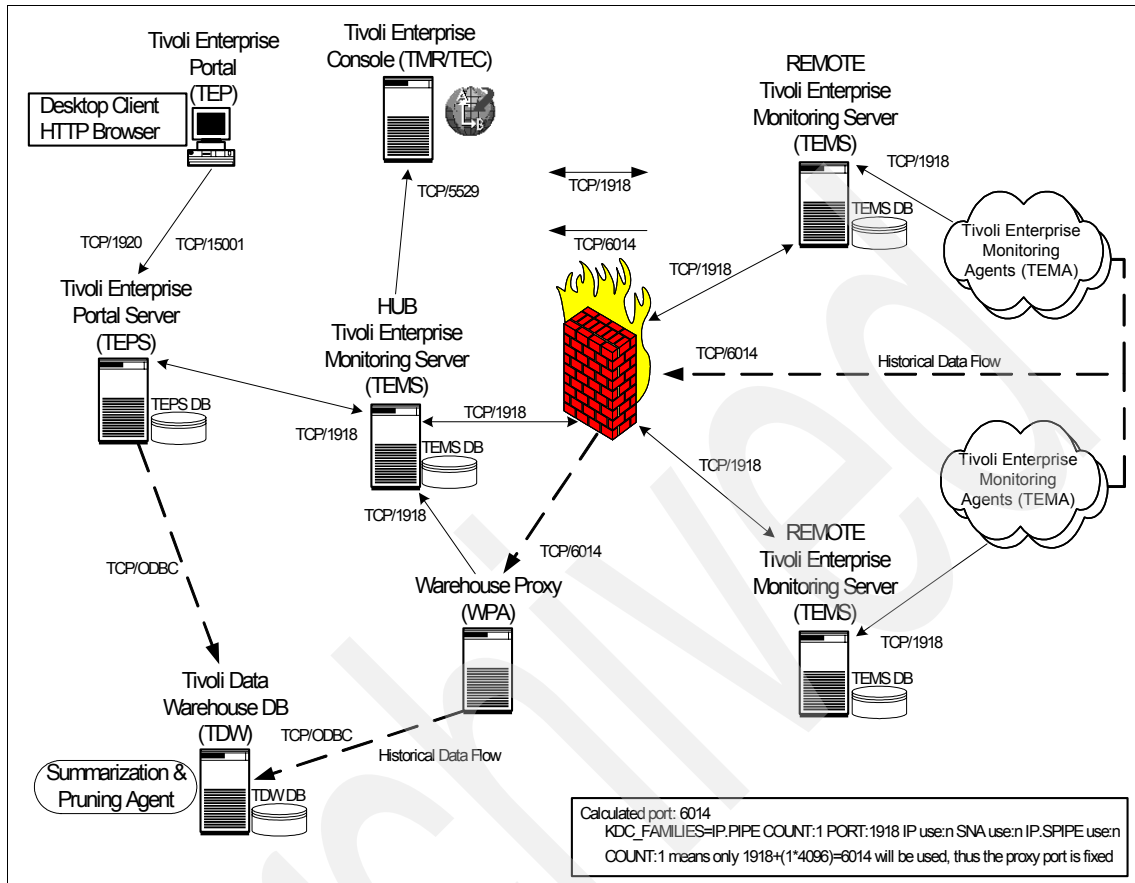 Tivoli Enterprise
Portal
(TEP)
Desktop Client
HTTP Browser
TCP/1920
TCP/15001
Tivoli Enterprise
Console (TMR/TEC)
A
B
TCP/5529
TCP/1918
TCP/6014
REMOTE
Tivoli Enterprise
Monitoring Server
(TEMS)
TEMS DB
TCP/1918
Tivoli Enterprise
Monitoring
Agents (TEMA)
TCP/1918
Tivoli Enterprise
Portal Server
(TEPS)
TEPS DB
TCP/1918
HUB
Tivoli Enterprise
Monitoring Server
(TEMS)
TEMS DB
TCP/1918
TCP/6014
Historical Data Flow
TCP/1918
Tivoli Enterprise
Monitoring
Agents (TEMA)
TCP/1918
TCP/6014
REMOTE
Tivoli Enterprise
Monitoring Server
(TEMS)
TEMS DB
TCP/1918
TCP/ODBC
Warehouse Proxy
(WPA)
Tivoli Data
Warehouse DB
(TDW)
TCP/ODBC
Historical Data Flow
Summarization &
Pruning Agent
TDW DB
Calculated port: 6014
KDC_FAMILIES=IP.PIPE COUNT:1 PORT:1918 IP use:n SNA use:n IP.SPIPE use:n
COUNT:1 means only 1918+(1*4096)=6014 will be used, thus the proxy port is fixed
Archived